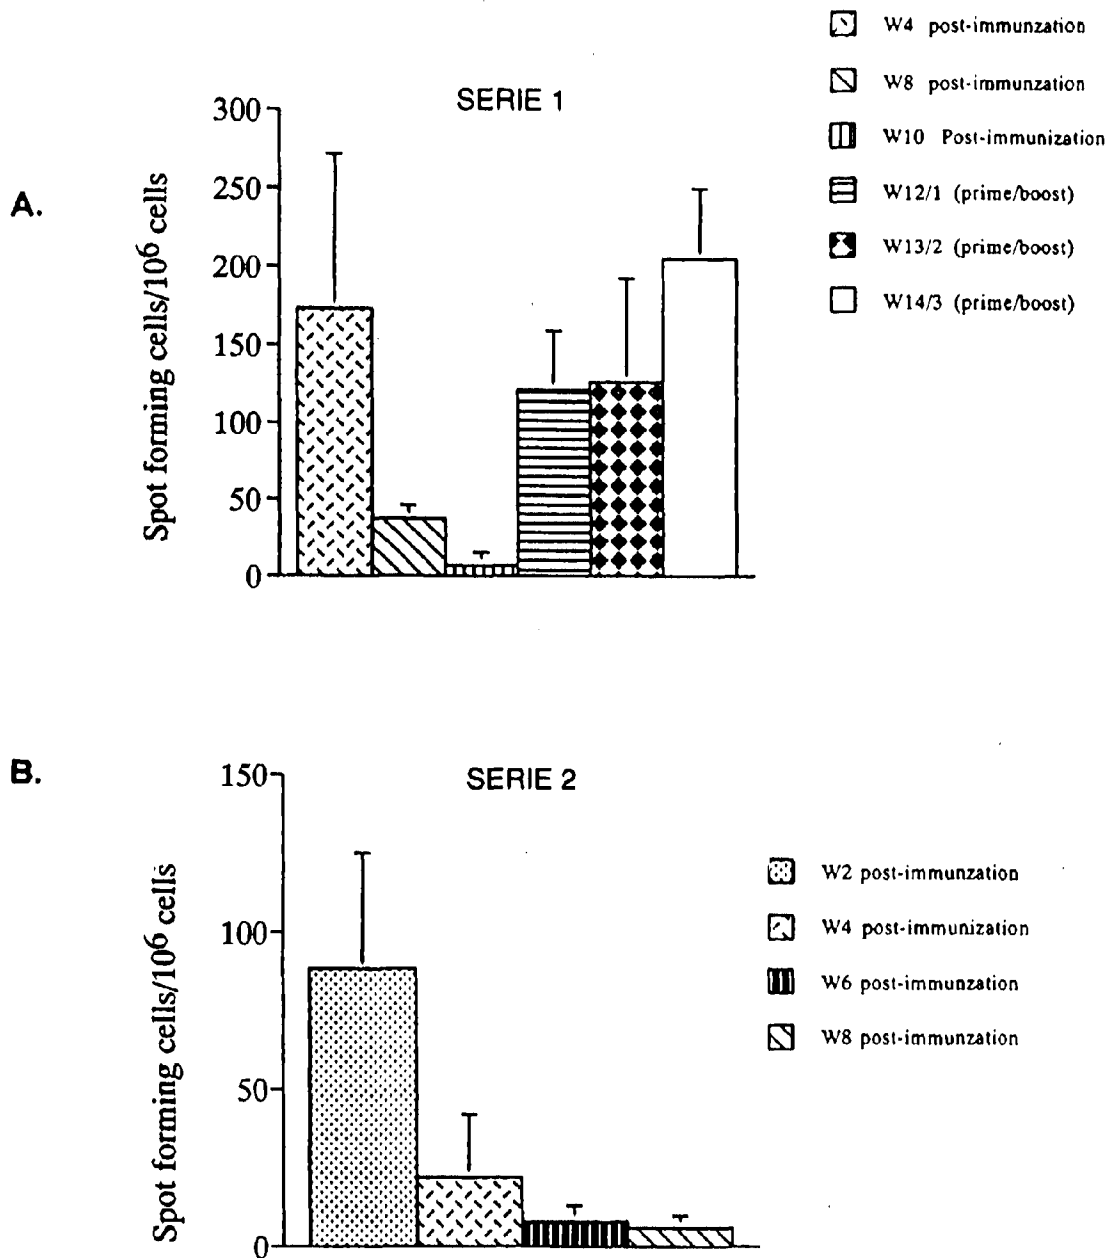 W4 post-immunzation
W8 post-immunzation
W10 Post-immunization
W12/1 (prime/boost)
W13/2 (prime/boost)
W14/3 (prime/boost)
A.
SERIE 1
Spot forming cells/10⁶ cells
300
250
200
150
100
50
0
B.
SERIE 2
Spot forming cells/10⁶ cells
150
100
50
0
W2 post-immunzation
W4 post-immunization
W6 post-immunzation
W8 post-immunzation